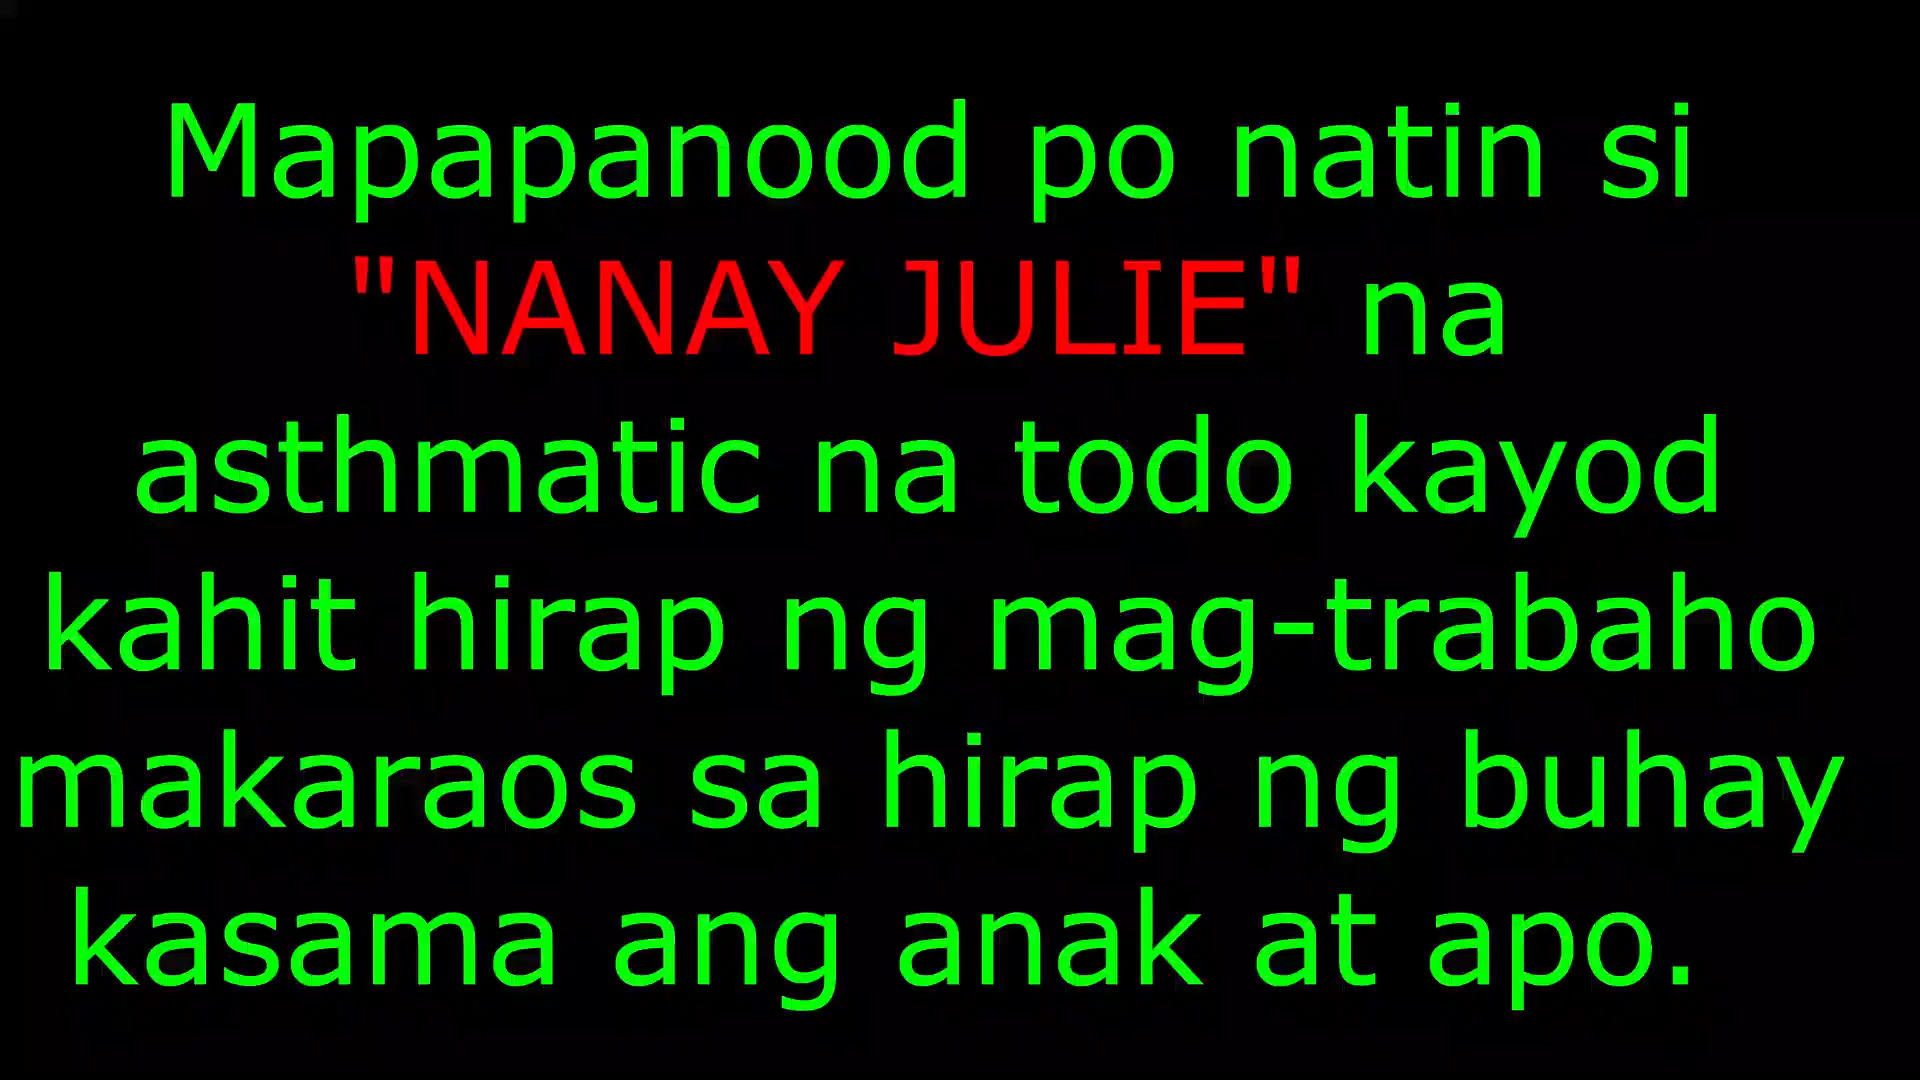 Mapapanood po natin si
"NANAY JULIE" na
asthmatic na todo kayod
kahit hirap ng mag-trabaho
makaraos sa hirap ng buhay
kasama ang anak at apo.